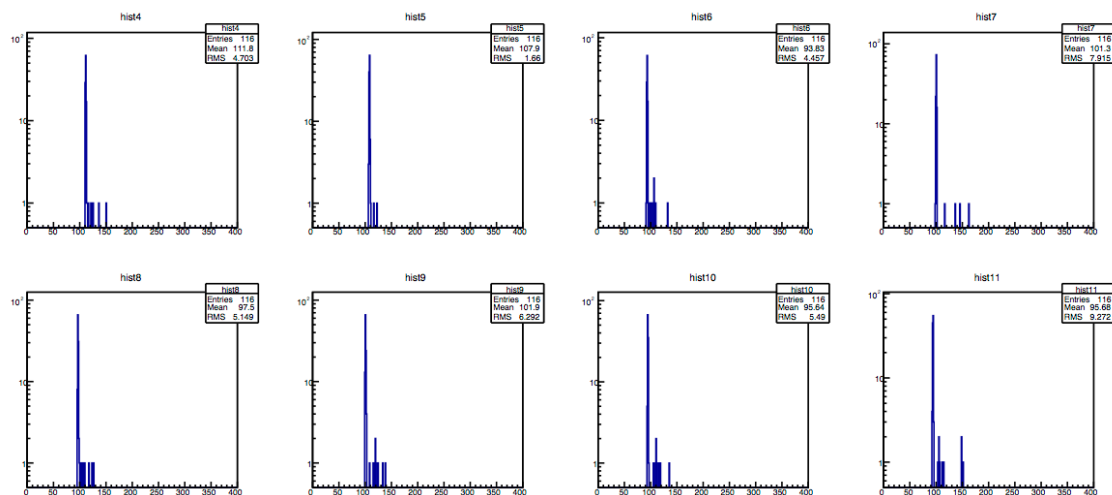 hist4
hist4
Entries 116
Mean 111.8
RMS 4.703
10²
10
1
0 50 100 150 200 250 300 350 400
hist5
hist5
Entries 116
Mean 107.9
RMS 1.66
10²
10
1
0 50 100 150 200 250 300 350 400
hist6
hist6
Entries 116
Mean 93.83
RMS 4.457
10²
10
1
0 50 100 150 200 250 300 350 400
hist7
hist7
Entries 116
Mean 101.3
RMS 7.915
10²
10
1
0 50 100 150 200 250 300 350 400
hist8
hist8
Entries 116
Mean 97.5
RMS 5.149
10²
10
1
0 50 100 150 200 250 300 350 400
hist9
hist9
Entries 116
Mean 101.9
RMS 6.292
10²
10
1
0 50 100 150 200 250 300 350 400
hist10
hist10
Entries 116
Mean 95.64
RMS 5.49
10²
10
1
0 50 100 150 200 250 300 350 400
hist11
hist11
Entries 116
Mean 95.68
RMS 9.272
10²
10
1
0 50 100 150 200 250 300 350 400